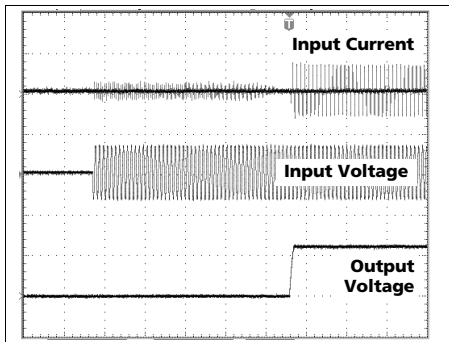 T
Input Current
Input Voltage
Output
Voltage